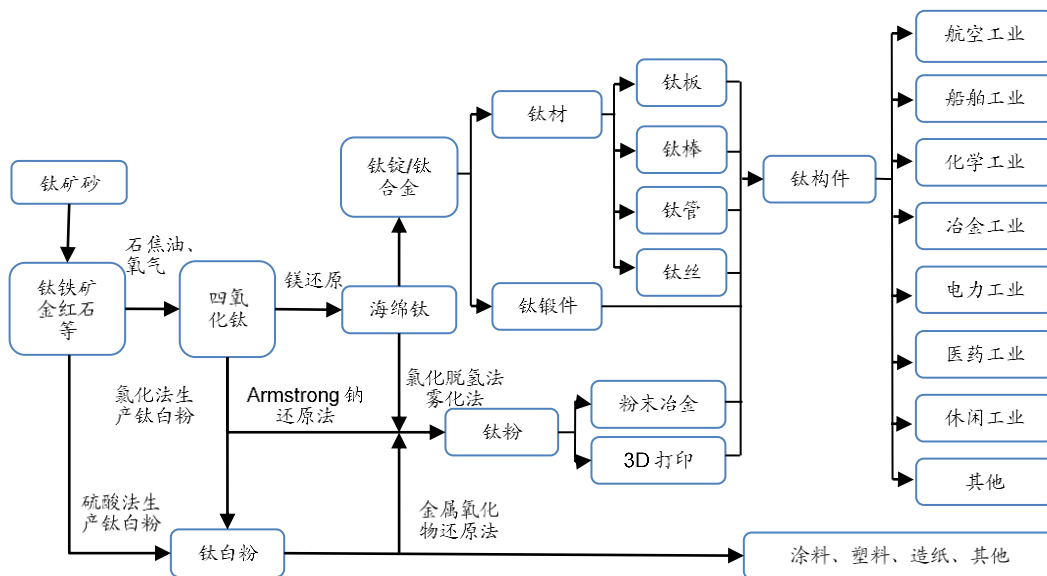 钛矿砂
钛铁矿
金红石
等
石焦油、
氧气
四氧
化钛
镁还原
海绵钛
钛锭/钛
合金
钛材
钛锻件
钛板
钛棒
钛管
钛丝
钛构件
航空工业
船舶工业
化学工业
冶金工业
电力工业
医药工业
休闲工业
其他
氯化法生
产钛白粉
Armstrong 钠
还原法
氯化脱氢法
雾化法
钛粉
粉末冶金
3D 打印
硫酸法生
产钛白粉
钛白粉
金属氧化
物还原法
涂料、塑料、造纸、其他